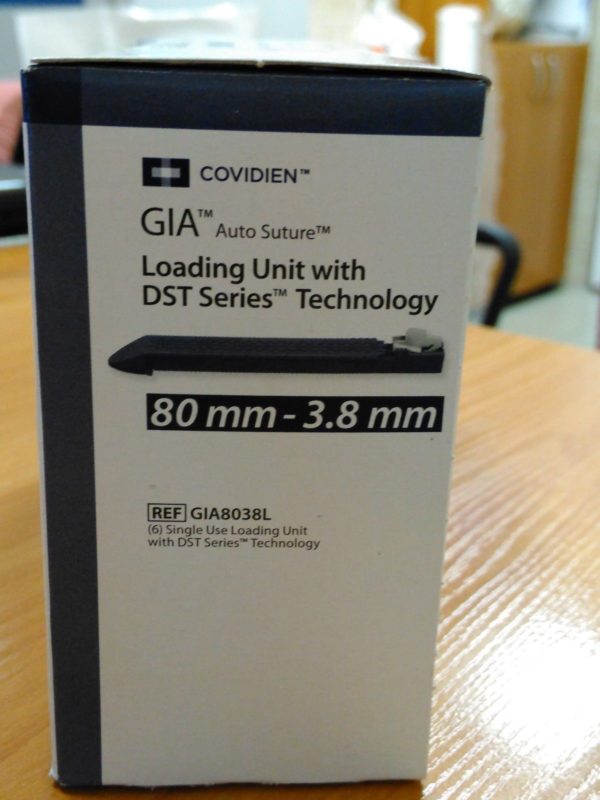 COVIDIEN™
GIA™ Auto Suture™
Loading Unit with
DST Series™ Technology
80 mm - 3.8 mm
REF GIA8038L
(6) Single Use Loading Unit
with DST Series™ Technology